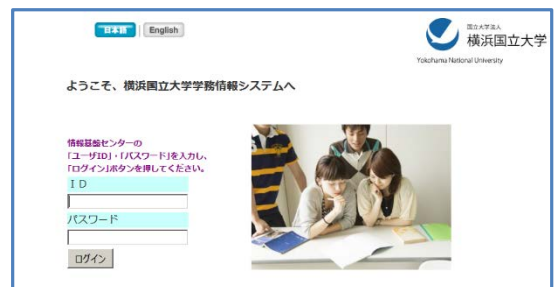 日本語 | English
国立大学法人
横浜国立大学
Yokohama National University
ようこそ、横浜国立大学学務情報システムへ
情報基盤センターの
「ユーザID」・「パスワード」を入力し、
「ログイン」ボタンを押してください。
ＩＤ
パスワード
ログイン